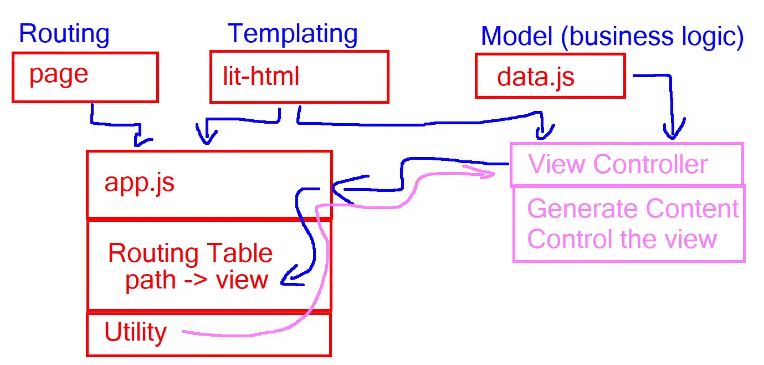 Routing
Templating
Model (business logic)
page
lit-html
data.js
app.js
View Controller
Generate Content
Control the view
Routing Table
path -> view
Utility